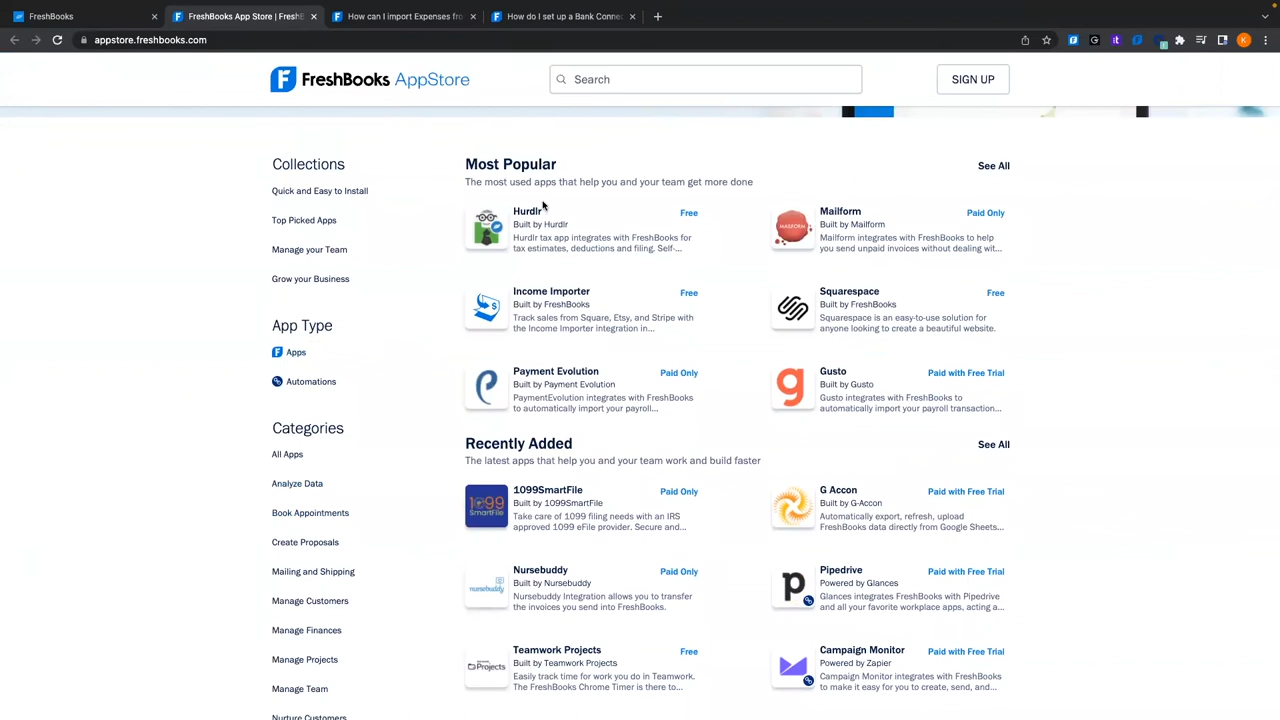 FreshBooks
FreshBooks App Store | FreshB
How can I import Expenses fro
How do I set up a Bank Connec
appstore.freshbooks.com
FreshBooks AppStore
Search
SIGN UP
Collections
Quick and Easy to Install
Top Picked Apps
Manage your Team
Grow your Business
App Type
Apps
Automations
Categories
All Apps
Analyze Data
Book Appointments
Create Proposals
Mailing and Shipping
Manage Customers
Manage Finances
Manage Projects
Manage Team
Nurture Customers
Most Popular
See All
The most used apps that help you and your team get more done
Hurdlr
Free
Built by Hurdlr
Hurdlr tax app integrates with FreshBooks for
tax estimates, deductions and filing. Self-...
MAILFORM
Mailform
Paid Only
Built by Mailform
Mailform integrates with FreshBooks to help
you send unpaid invoices without dealing wit...
Income Importer
Free
Built by FreshBooks
Track sales from Square, Etsy, and Stripe with
the Income Importer integration in...
Squarespace
Free
Built by FreshBooks
Squarespace is an easy-to-use solution for
anyone looking to create a beautiful website.
Payment Evolution
Paid Only
Built by Payment Evolution
PaymentEvolution integrates with FreshBooks
to automatically import your payroll...
g
Gusto
Paid with Free Trial
Built by Gusto
Gusto integrates with FreshBooks to
automatically import your payroll transaction...
Recently Added
See All
The latest apps that help you and your team work and build faster
1099
SmartFile
1099SmartFile
Paid Only
Built by 1099SmartFile
Take care of 1099 filing needs with an IRS
approved 1099 eFile provider. Secure and...
G Accon
Paid with Free Trial
Built by G-Accon
Automatically export, refresh, upload
FreshBooks data directly from Google Sheets...
nursebuddy
Nursebuddy
Paid Only
Built by Nursebuddy
Nursebuddy Integration allows you to transfer
the invoices you send into FreshBooks.
p
Pipedrive
Paid with Free Trial
Powered by Glances
Glances integrates FreshBooks with Pipedrive
and all your favorite workplace apps, acting a...
Projects
Teamwork Projects
Free
Built by Teamwork Projects
Easily track time for work you do in Teamwork.
The FreshBooks Chrome Timer is there to...
Campaign Monitor
Paid with Free Trial
Powered by Zapier
Campaign Monitor integrates with FreshBooks
to make it easy for you to create, send, and...